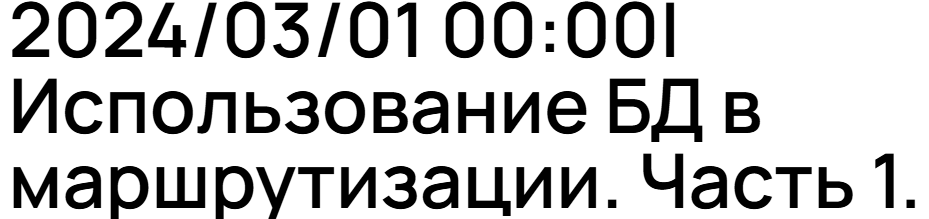 2024/03/01 00:00|
Использование БД в
маршрутизации. Часть 1.